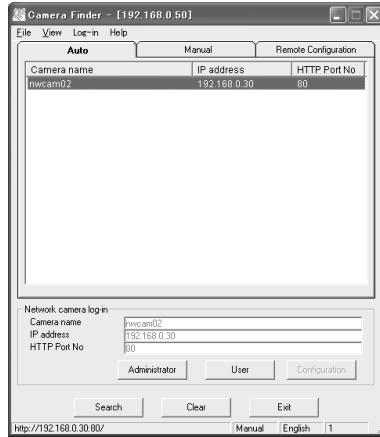 Camera Finder - [192.168.0.50]
File View Log-in Help
Auto Manual Remote Configuration
Camera name IP address HTTP Port No
nwcam02 192.168.0.30 80
Network camera log-in
Camera name nwcam02
IP address 192.168.0.30
HTTP Port No 80
Administrator User Configuration
Search Clear Exit
http://192.168.0.30:80/ Manual English 1